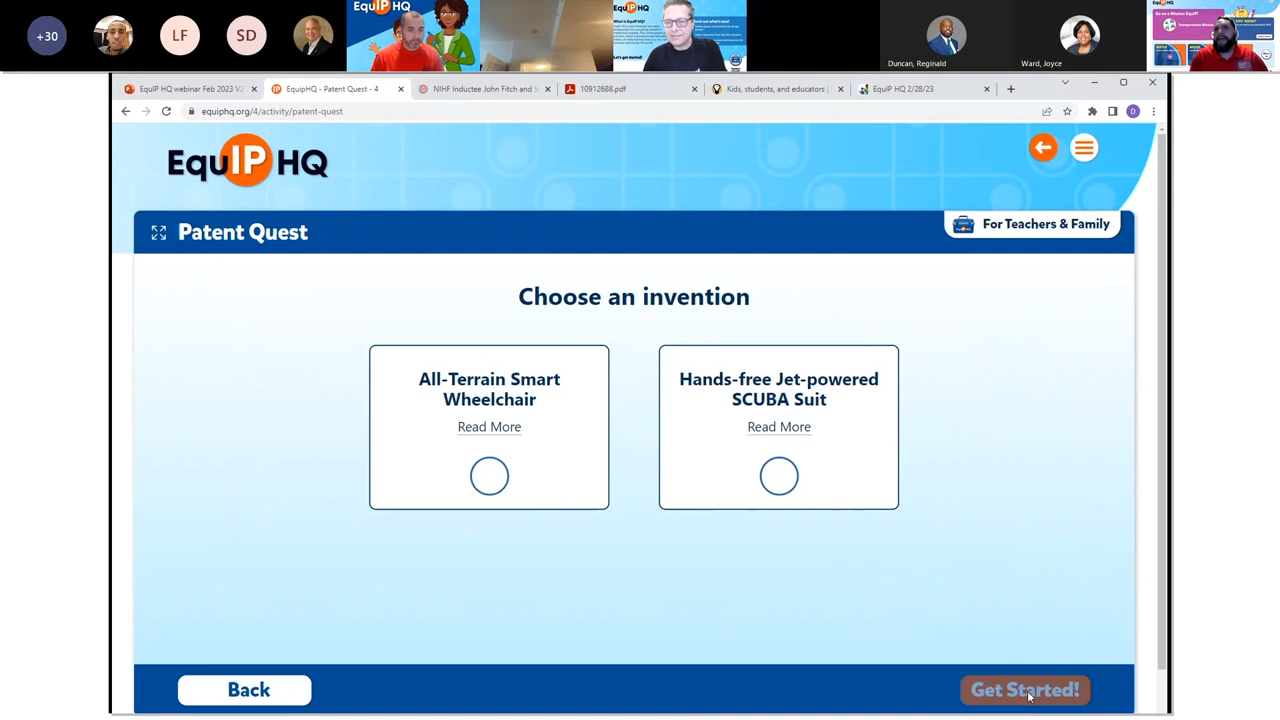 +30
LF
SD
EquIP HQ
Duncan, Reginald
Ward, Joyce
EquIP HQ webinar Feb 2023 V2
EquipHQ - Patent Quest - 4
NIHF Inductee John Fitch and S
10912688.pdf
Kids, students, and educators
EquIP HQ 2/28/23
equiphq.org/4/activity/patent-quest
D
EquIP HQ
Patent Quest
For Teachers & Family
Choose an invention
All-Terrain Smart
Wheelchair
Read More
Hands-free Jet-powered
SCUBA Suit
Read More
Back
Get Started!